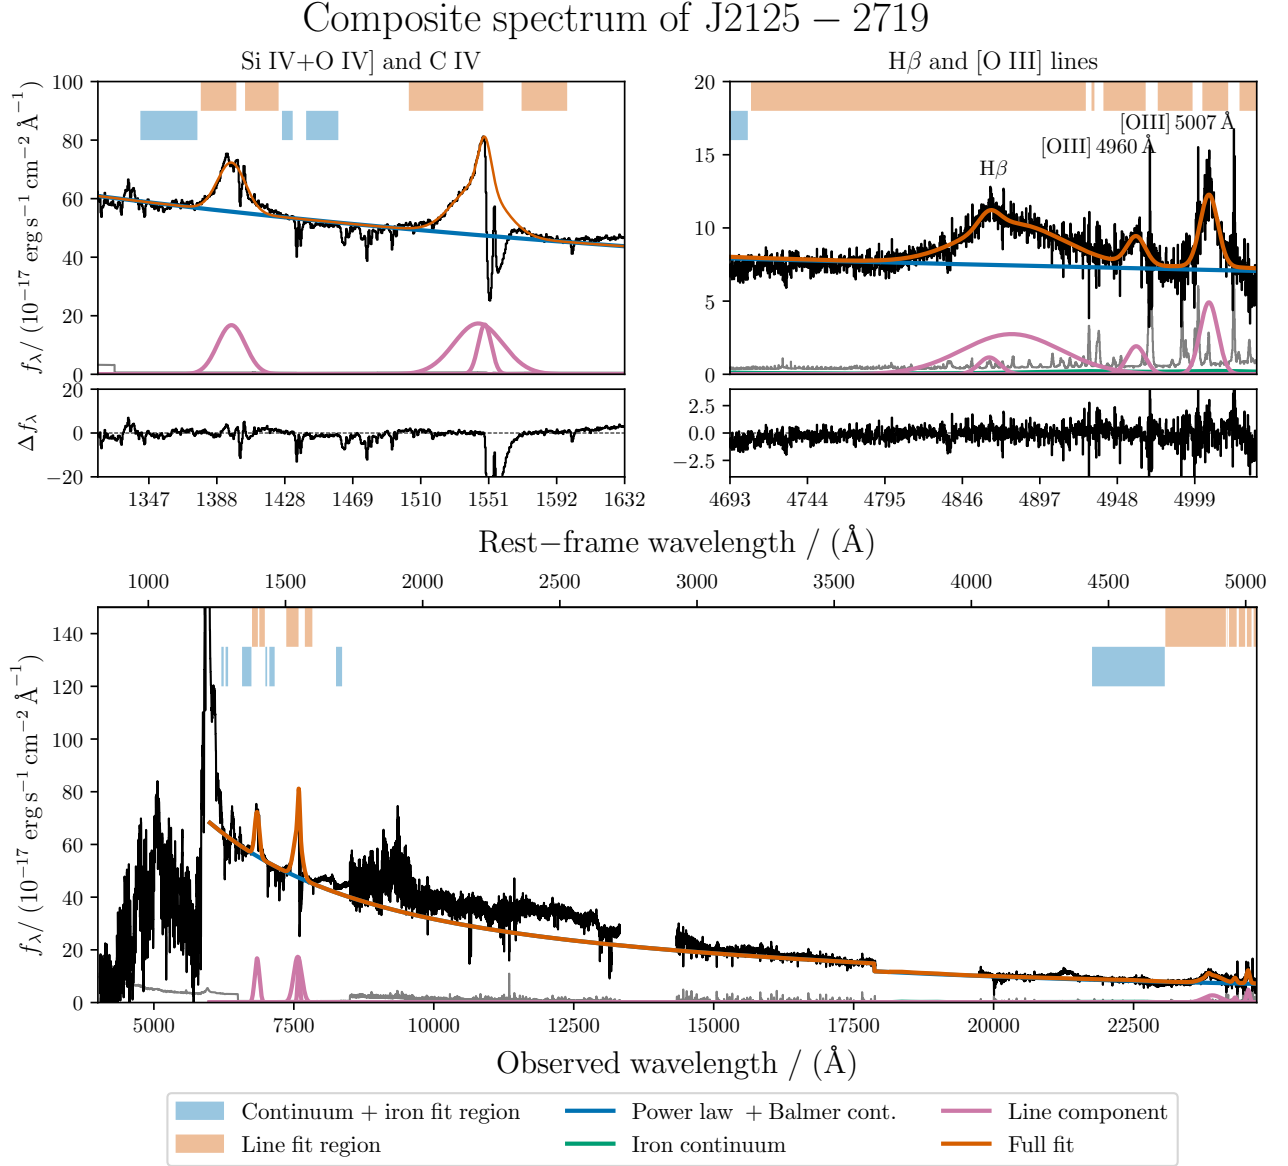 Composite spectrum of J2125 − 2719
Si IV+O IV] and C IV
Hβ and [O III] lines
100
80
60
40
20
0
f_λ/ (10⁻¹⁷ erg s⁻¹ cm⁻² Å⁻¹)
20
15
10
5
0
[OIII] 5007 Å
[OIII] 4960 Å
Hβ
20
0
−20
Δf_λ
2.5
0.0
−2.5
1347 1388 1428 1469 1510 1551 1592 1632
4693 4744 4795 4846 4897 4948 4999
Rest−frame wavelength / (Å)
1000 1500 2000 2500 3000 3500 4000 4500 5000
140
120
100
80
60
40
20
0
f_λ/ (10⁻¹⁷ erg s⁻¹ cm⁻² Å⁻¹)
5000 7500 10000 12500 15000 17500 20000 22500
Observed wavelength / (Å)
Continuum + iron fit region
Power law + Balmer cont.
Line component
Line fit region
Iron continuum
Full fit